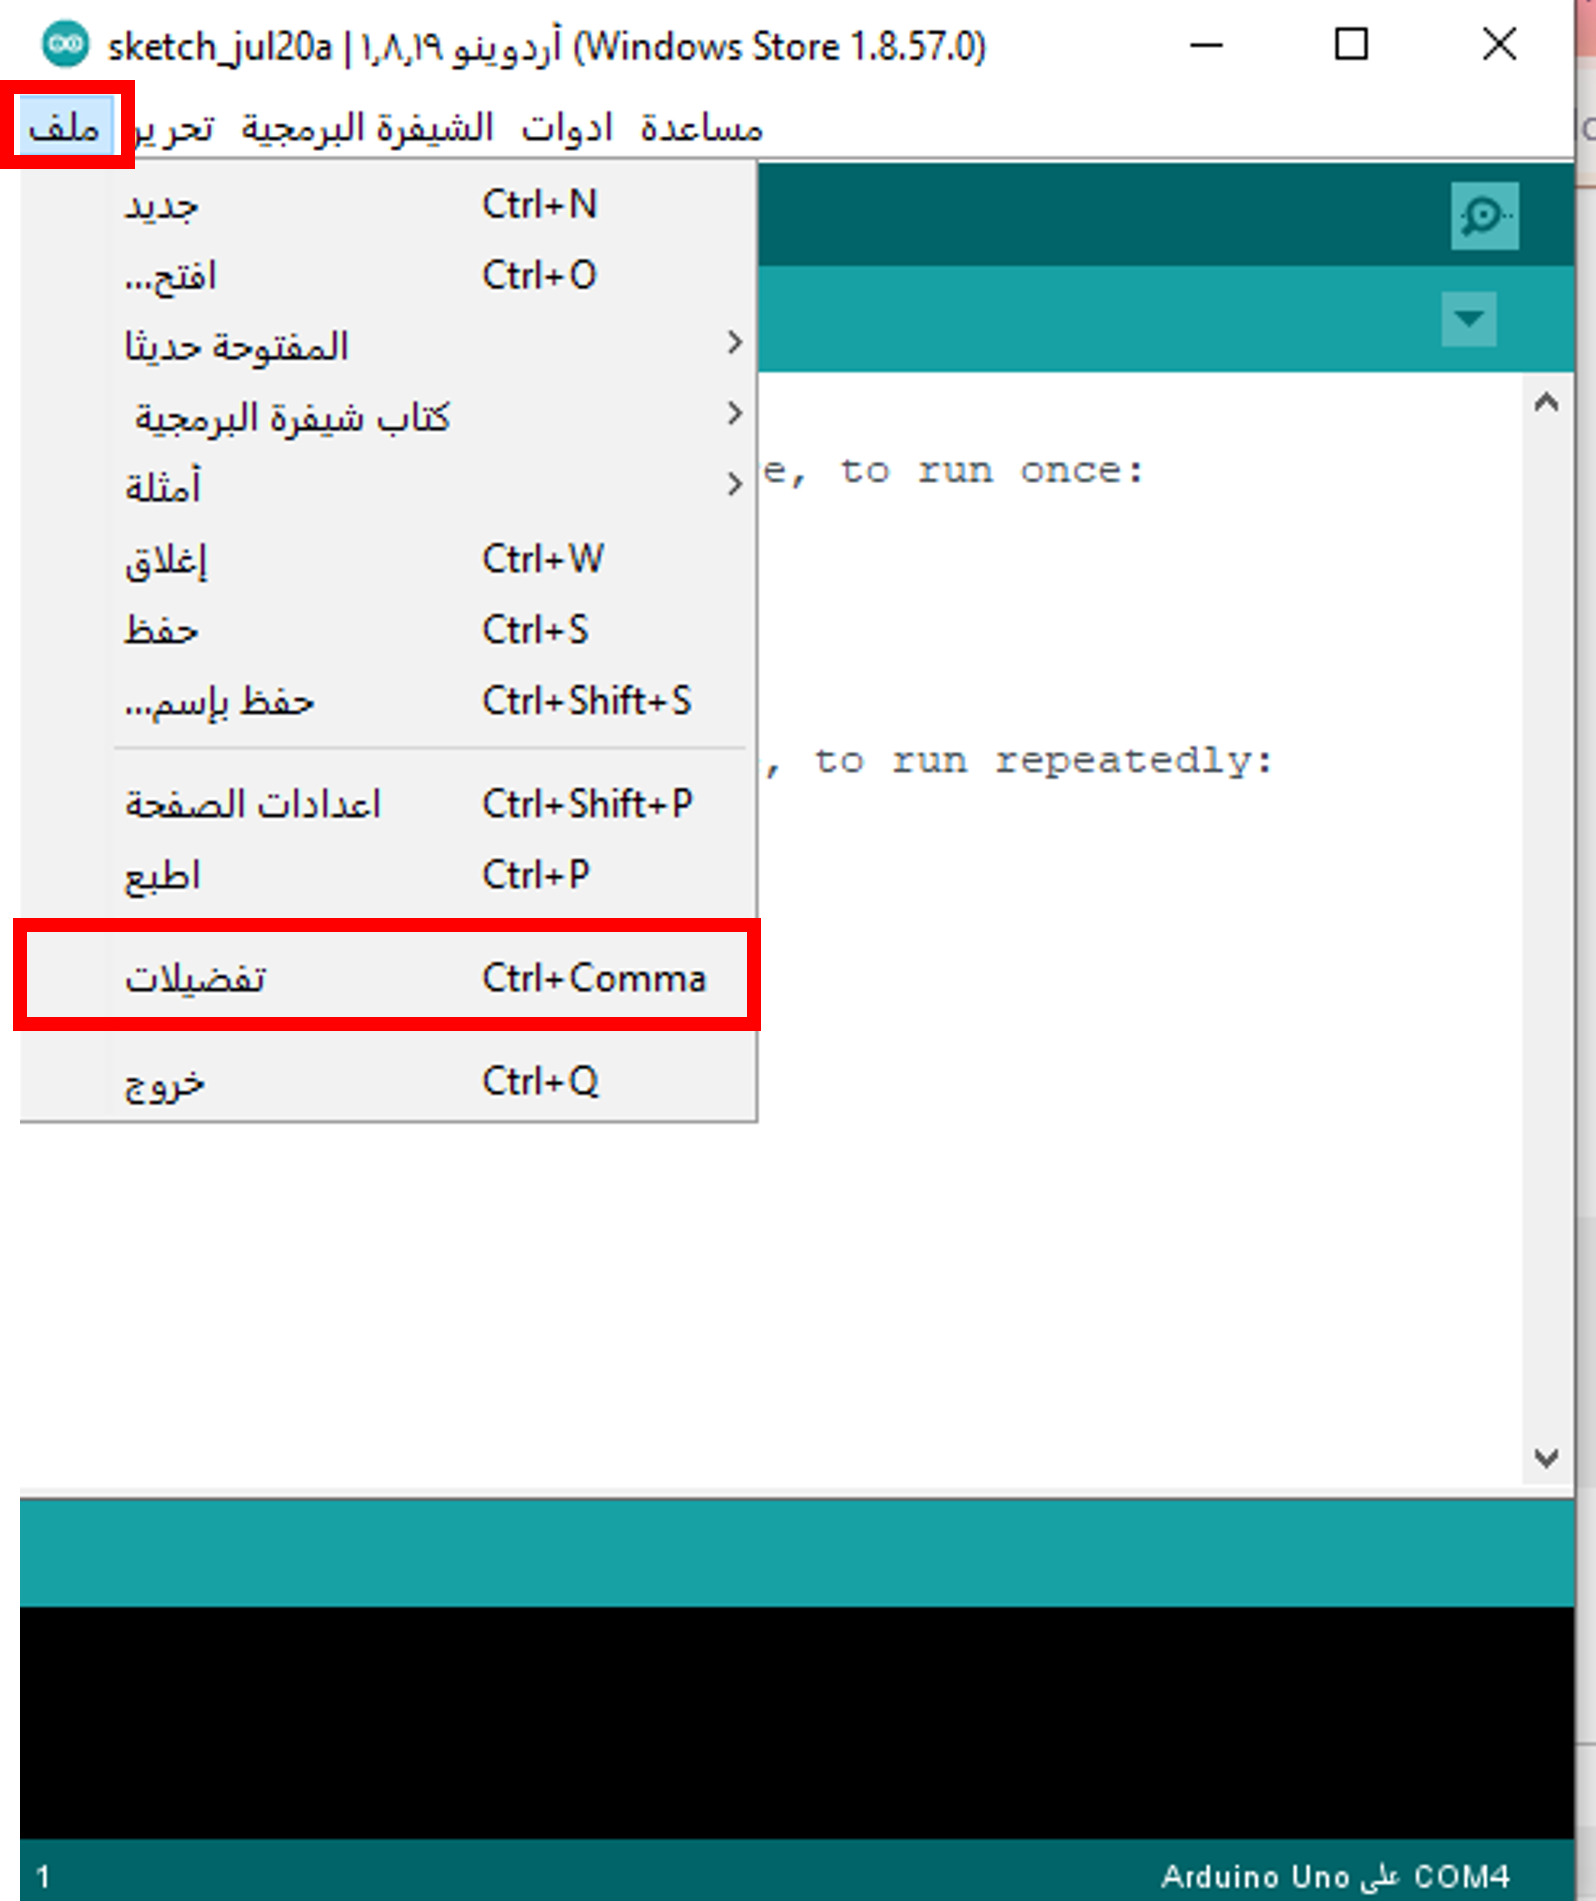 sketch_jul20a | أردوينو ١,٨,١٩ (Windows Store 1.8.57.0)
ملف تحرير الشيفرة البرمجية ادوات مساعدة
جديد Ctrl+N
افتح... Ctrl+O
المفتوحة حديثا
كتاب شيفرة البرمجية
أمثلة
إغلاق Ctrl+W
حفظ Ctrl+S
حفظ بإسم... Ctrl+Shift+S
اعدادات الصفحة Ctrl+Shift+P
اطبع Ctrl+P
تفضيلات Ctrl+Comma
خروج Ctrl+Q
e, to run once:
, to run repeatedly:
1
Arduino Uno على COM4